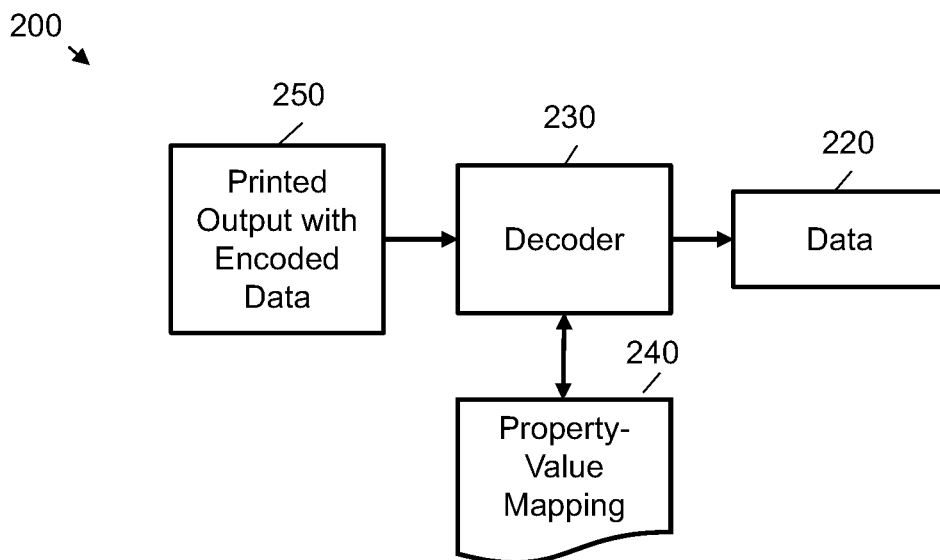 200
250
230
220
Printed
Output with
Encoded
Data
Decoder
Data
240
Property-
Value
Mapping